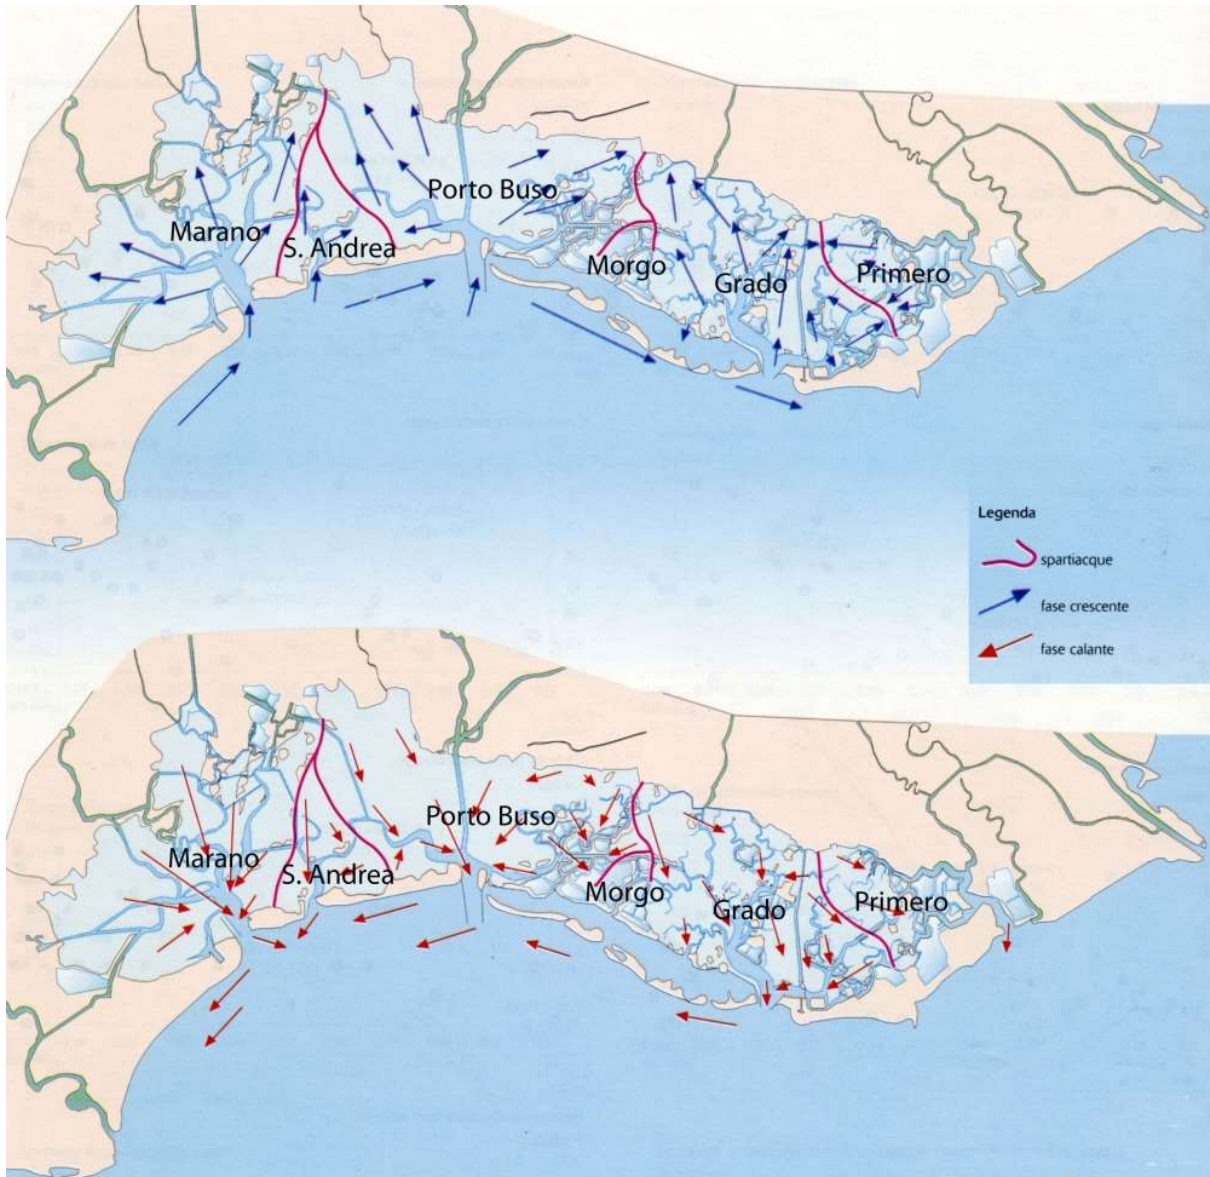 Porto Buso
Marano
S. Andrea
Morgo
Grado
Primero
Legenda
spartiacque
fase crescente
fase calante
Porto Buso
Marano
S. Andrea
Morgo
Grado
Primero